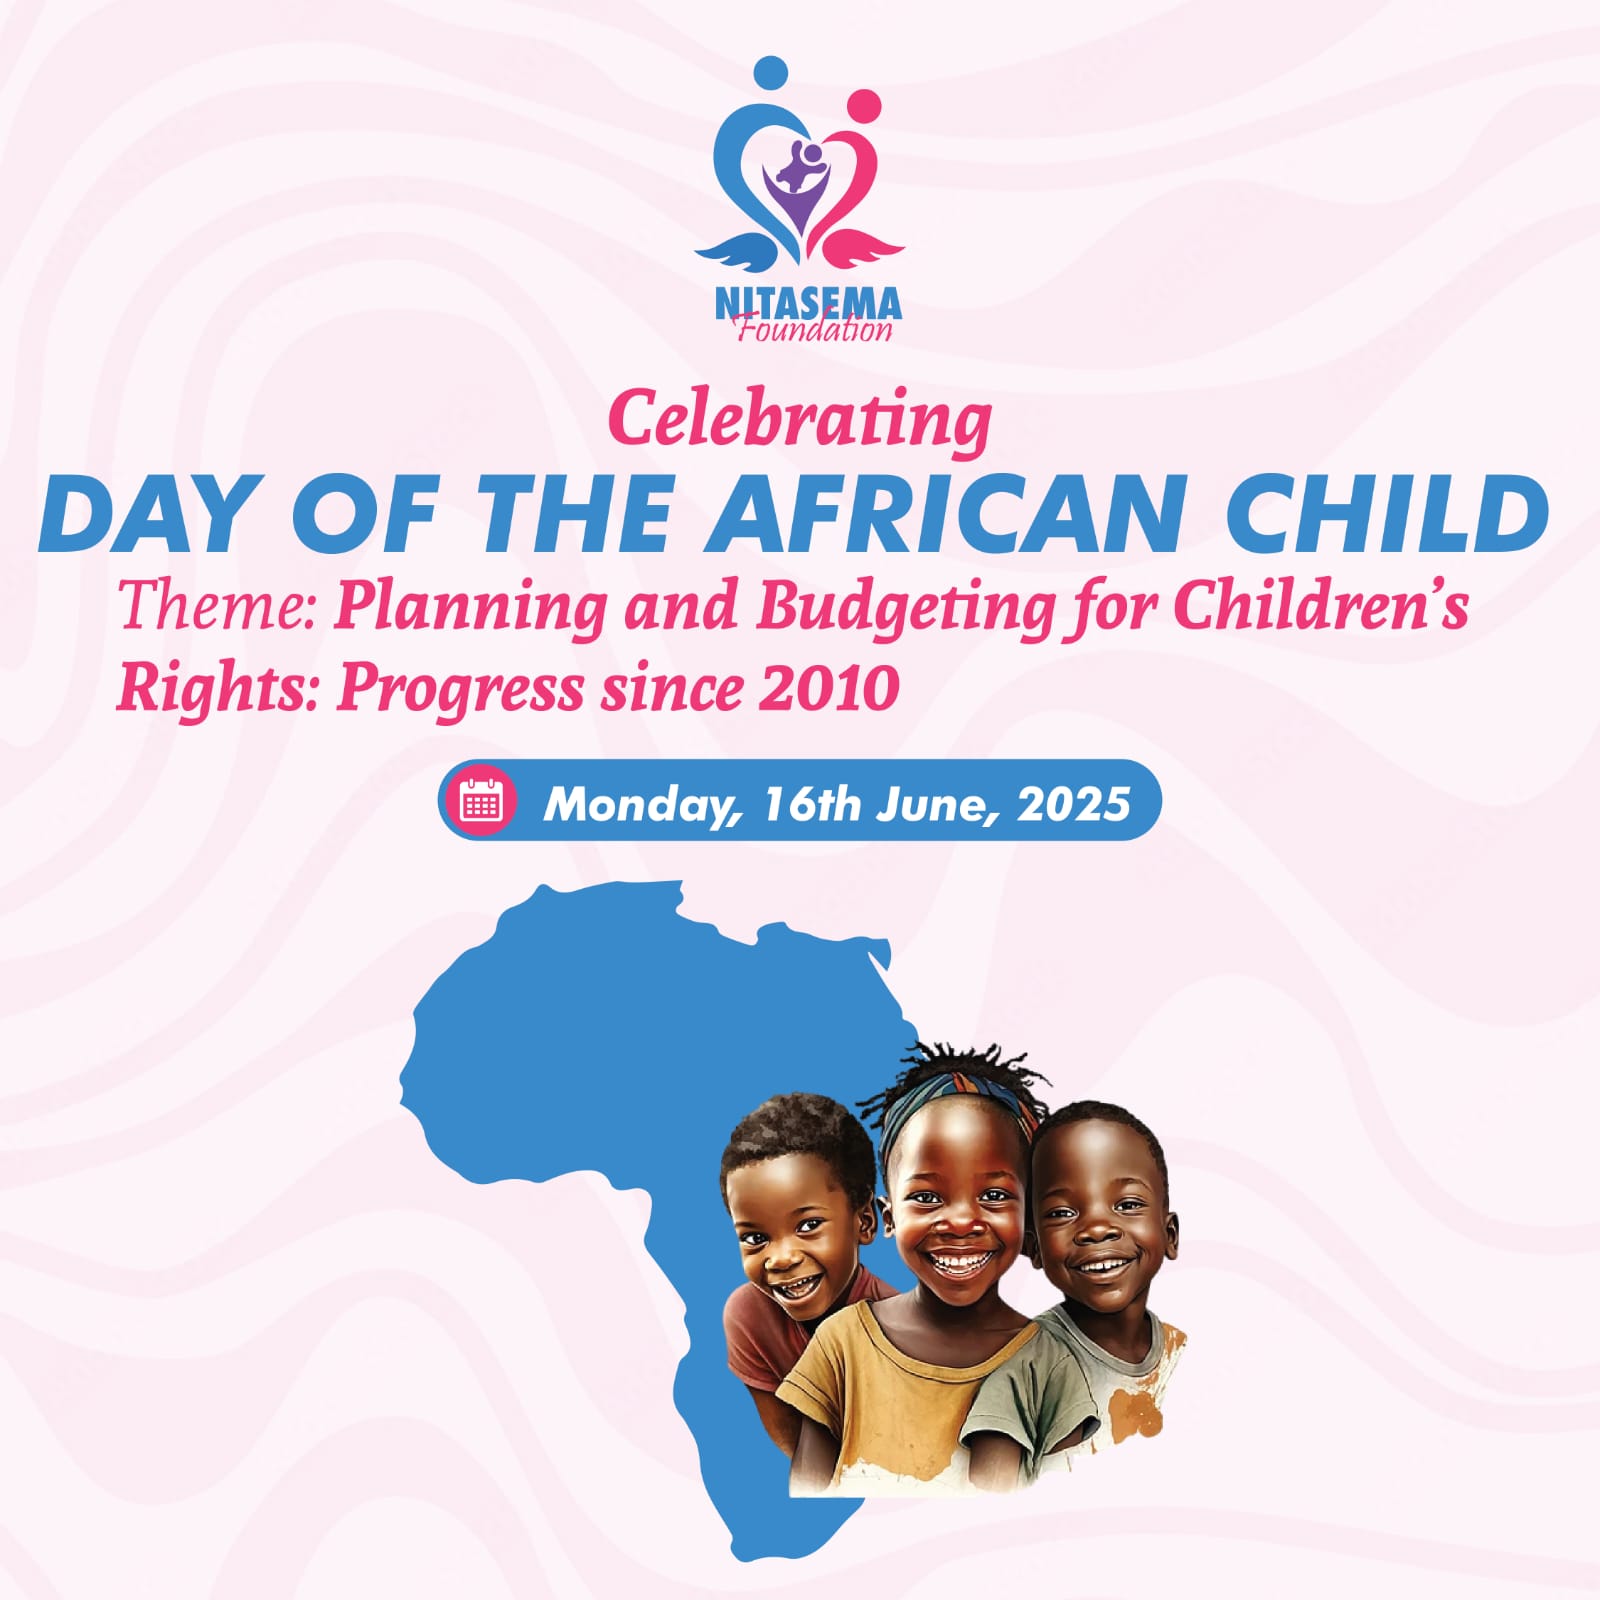 NITASEMA
Foundation
Celebrating
DAY OF THE AFRICAN CHILD
Theme: Planning and Budgeting for Children’s
Rights: Progress since 2010
Monday, 16th June, 2025